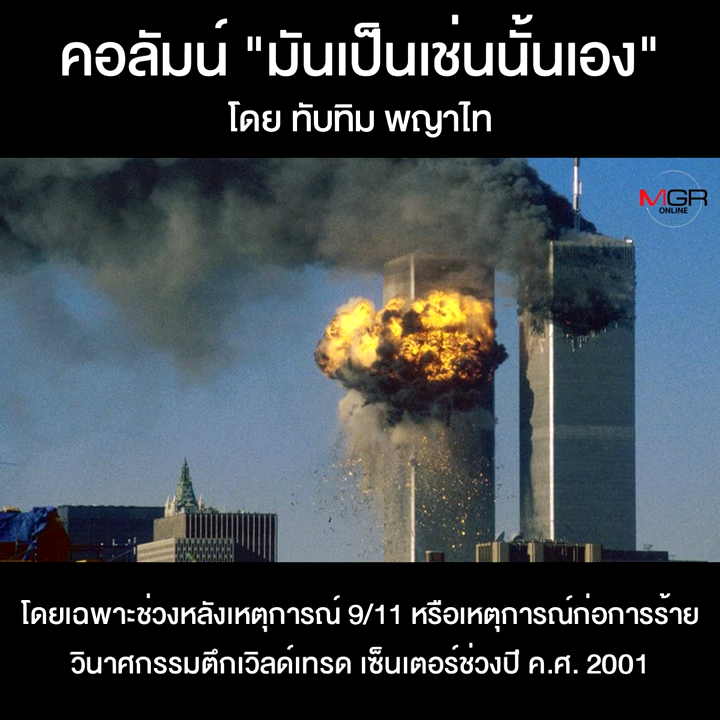 คอลัมน์ "มันเป็นเช่นนั้นเอง"
โดย ทับทิม พญาไท
MGR
ONLINE
โดยเฉพาะช่วงหลังเหตุการณ์ 9/11 หรือเหตุการณ์ก่อการร้าย
วินาศกรรมตึกเวิลด์เทรด เซ็นเตอร์ช่วงปี ค.ศ. 2001